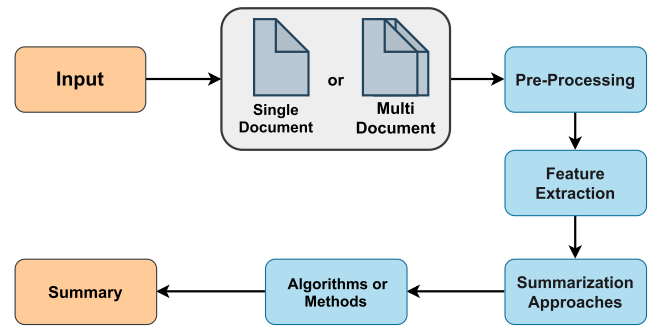 Input
Single
Document
or
Multi
Document
Pre-Processing
Feature
Extraction
Summarization
Approaches
Algorithms or
Methods
Summary